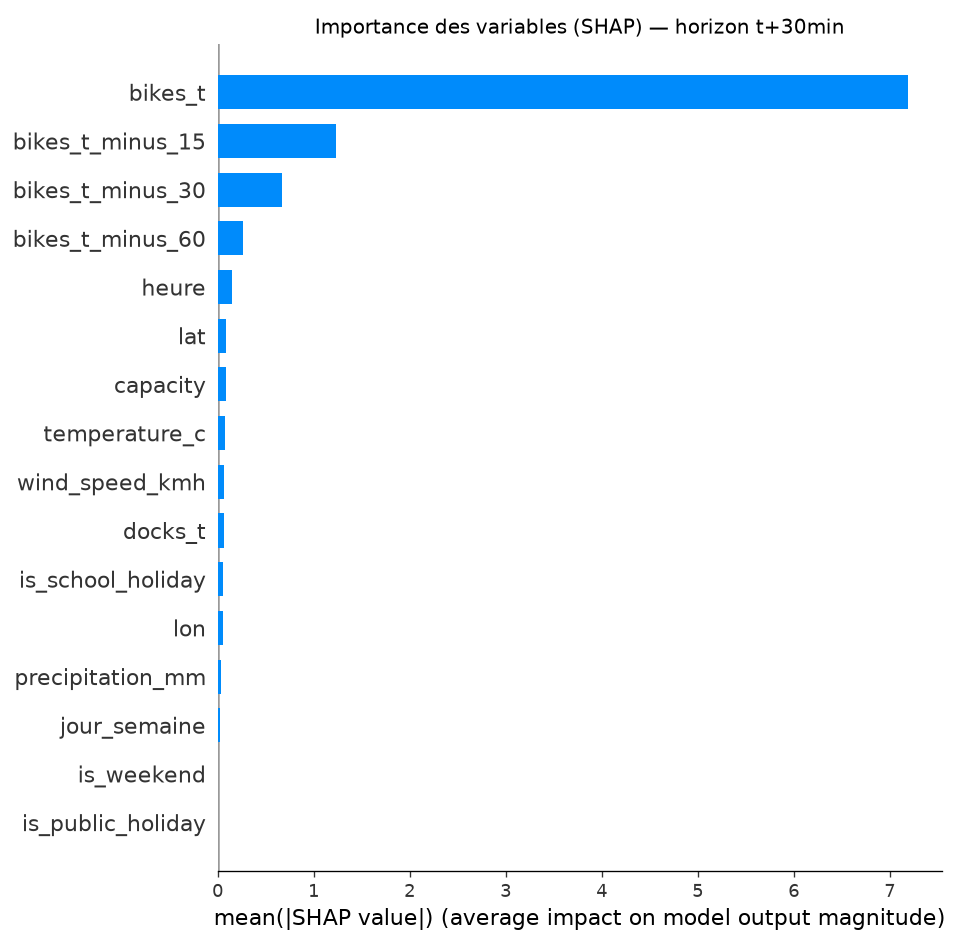 Importance des variables (SHAP) — horizon t+30min
bikes_t
bikes_t_minus_15
bikes_t_minus_30
bikes_t_minus_60
heure
lat
capacity
temperature_c
wind_speed_kmh
docks_t
is_school_holiday
lon
precipitation_mm
jour_semaine
is_weekend
is_public_holiday
0 1 2 3 4 5 6 7
mean(|SHAP value|) (average impact on model output magnitude)